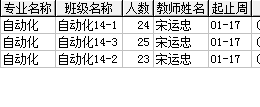 专业名称 班级名称 人数 教师姓名 起止周
自动化 自动化14-1 24 宋运忠 01-17
自动化 自动化14-3 25 宋运忠 01-17
自动化 自动化14-2 23 宋运忠 01-17